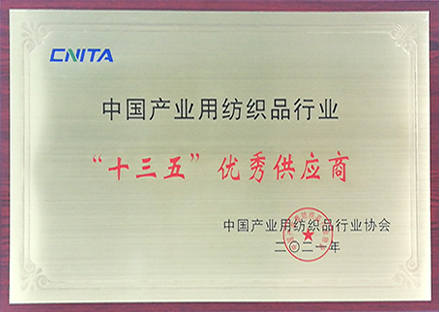 CNITA
中国产业用纺织品行业
“十三五”优秀供应商
中国产业用纺织品行业协会
二〇二一年